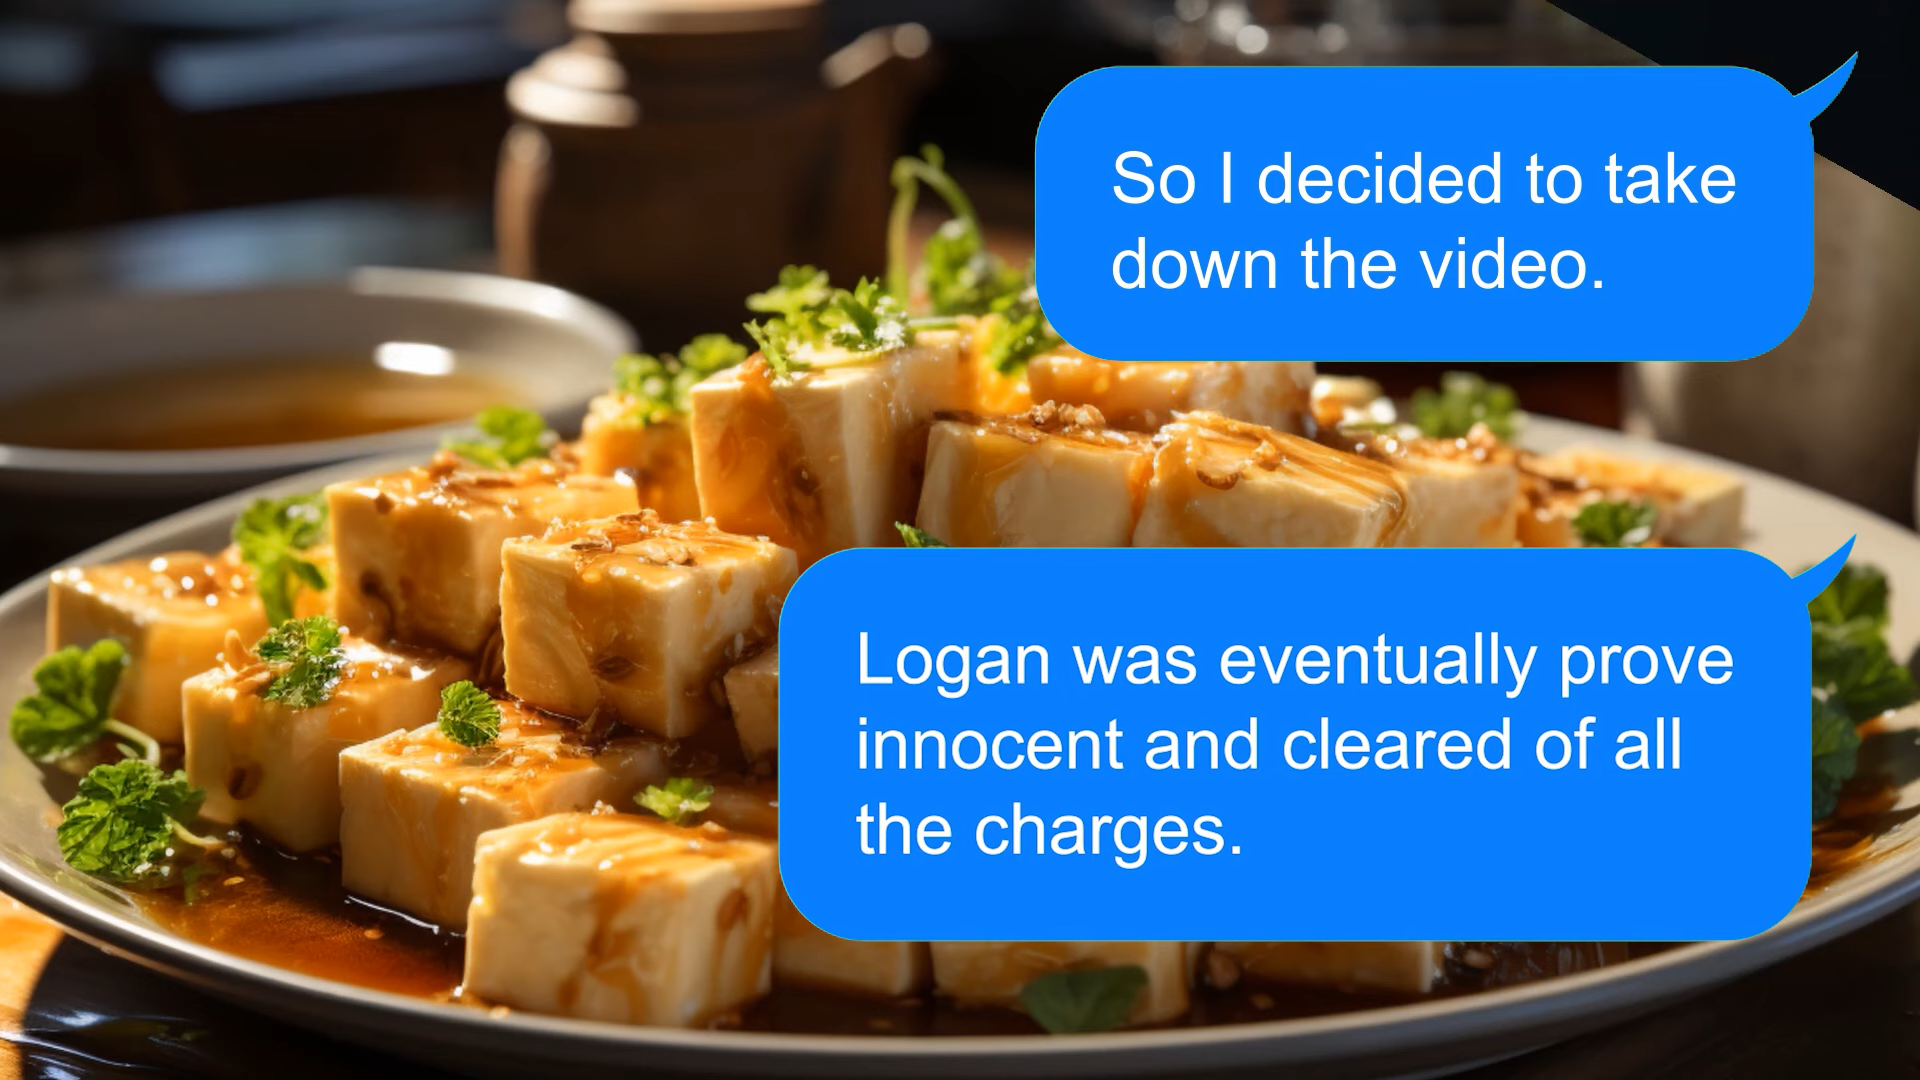 So I decided to take
down the video.
Logan was eventually prove
innocent and cleared of all
the charges.